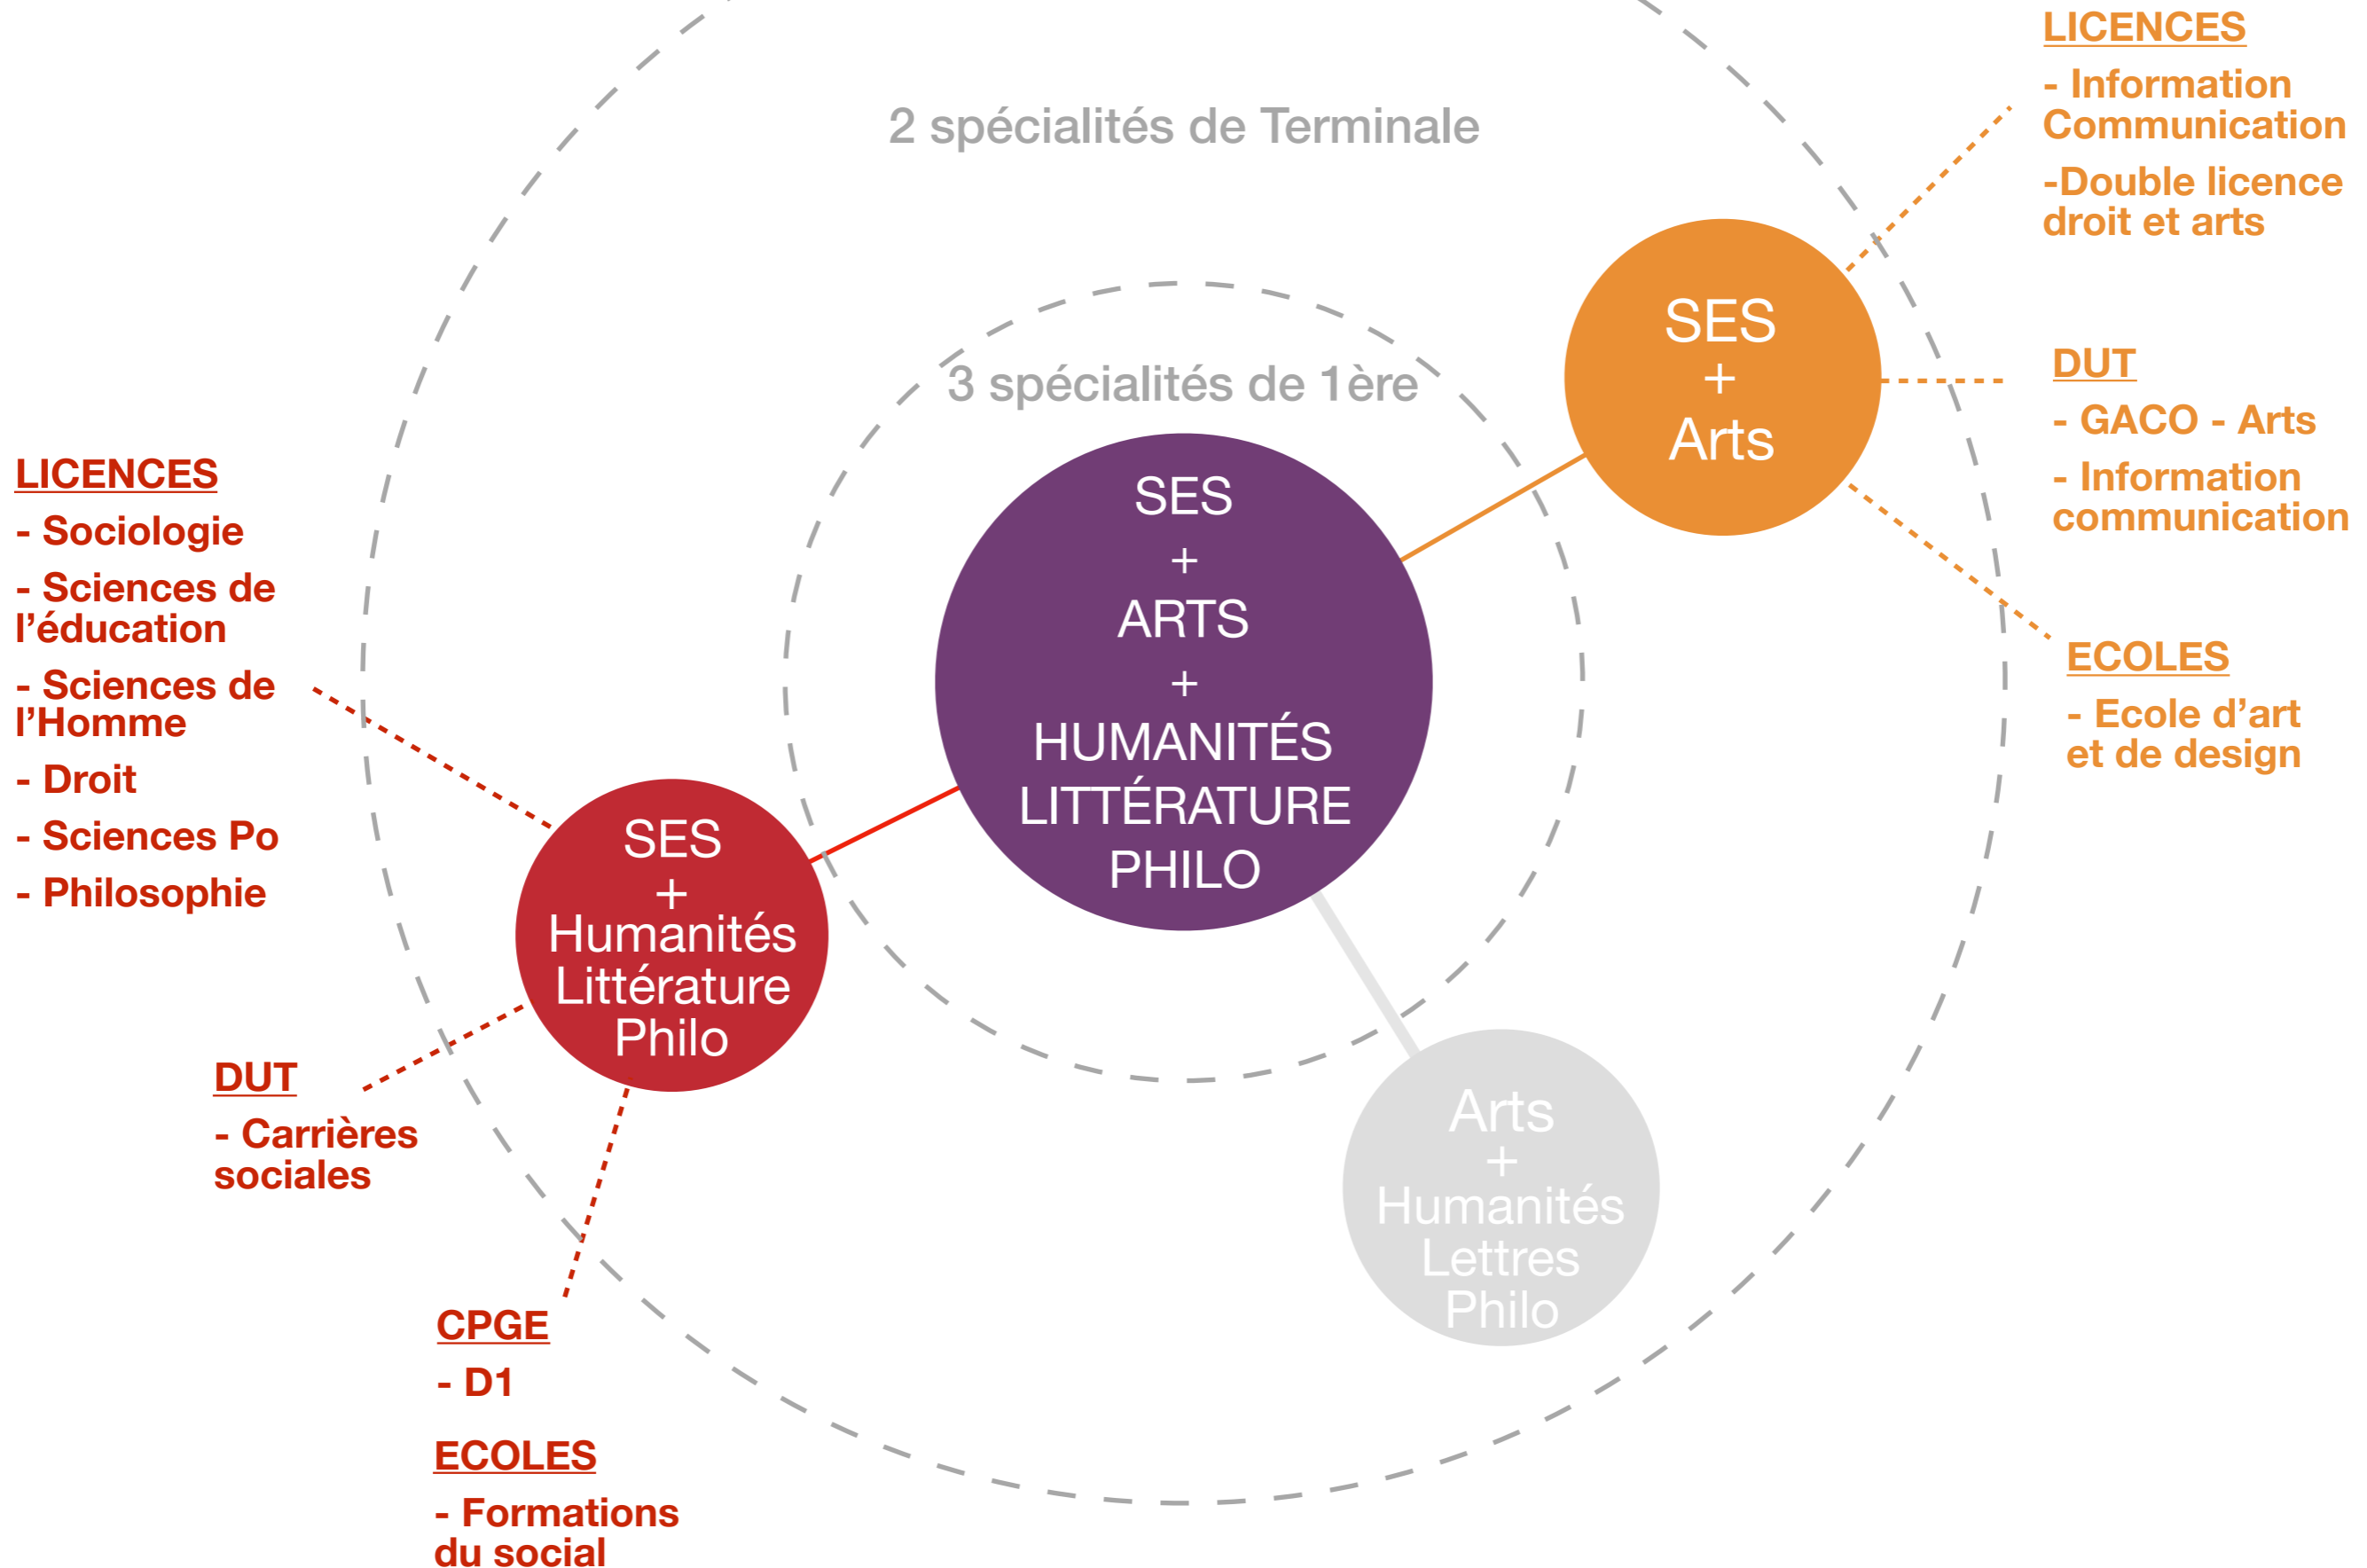 2 spécialités de Terminale
3 spécialités de 1ère
SES
+
ARTS
+
HUMANITÉS
LITTÉRATURE
PHILO
SES
+
Arts
LICENCES
- Information
Communication
-Double licence
droit et arts
DUT
- GACO - Arts
- Information
communication
ECOLES
- Ecole d’art
et de design
SES
+
Humanités
Littérature
Philo
LICENCES
- Sociologie
- Sciences de
l’éducation
- Sciences de
l’Homme
- Droit
- Sciences Po
- Philosophie
DUT
- Carrières
sociales
CPGE
- D1
ECOLES
- Formations
du social
Arts
+
Humanités
Lettres
Philo